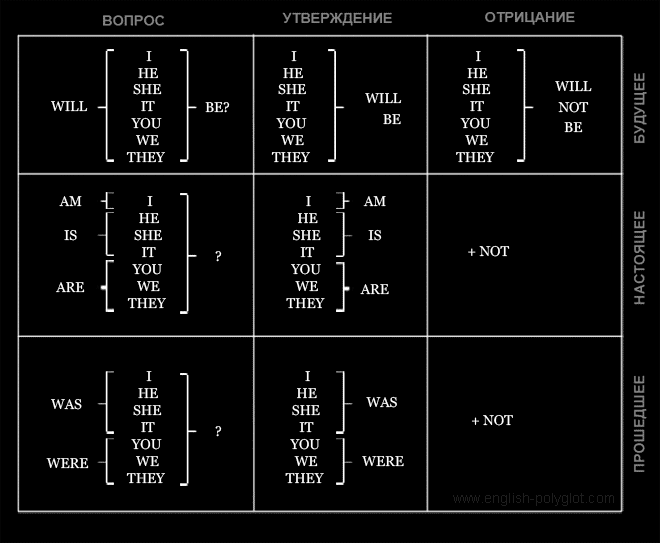 ВОПРОС УТВЕРЖДЕНИЕ ОТРИЦАНИЕ
WILL
I
HE
SHE
IT
YOU
WE
THEY
BE?
I
HE
SHE
IT
YOU
WE
THEY
WILL
BE
I
HE
SHE
IT
YOU
WE
THEY
WILL
NOT
BE
БУДУЩЕЕ
AM
IS
ARE
I
HE
SHE
IT
YOU
WE
THEY
?
I
HE
SHE
IT
YOU
WE
THEY
AM
IS
ARE
+ NOT
НАСТОЯЩЕЕ
WAS
WERE
I
HE
SHE
IT
YOU
WE
THEY
?
I
HE
SHE
IT
YOU
WE
THEY
WAS
WERE
+ NOT
ПРОШЕДШЕЕ
www.english-polyglot.com